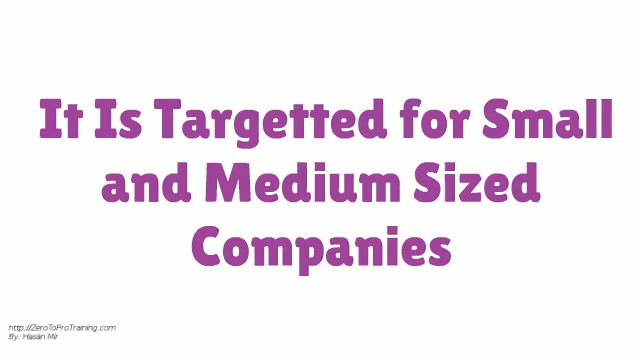 It Is Targetted for Small
and Medium Sized
Companies
http://ZeroToProTraining.com
By: Hasan Mir